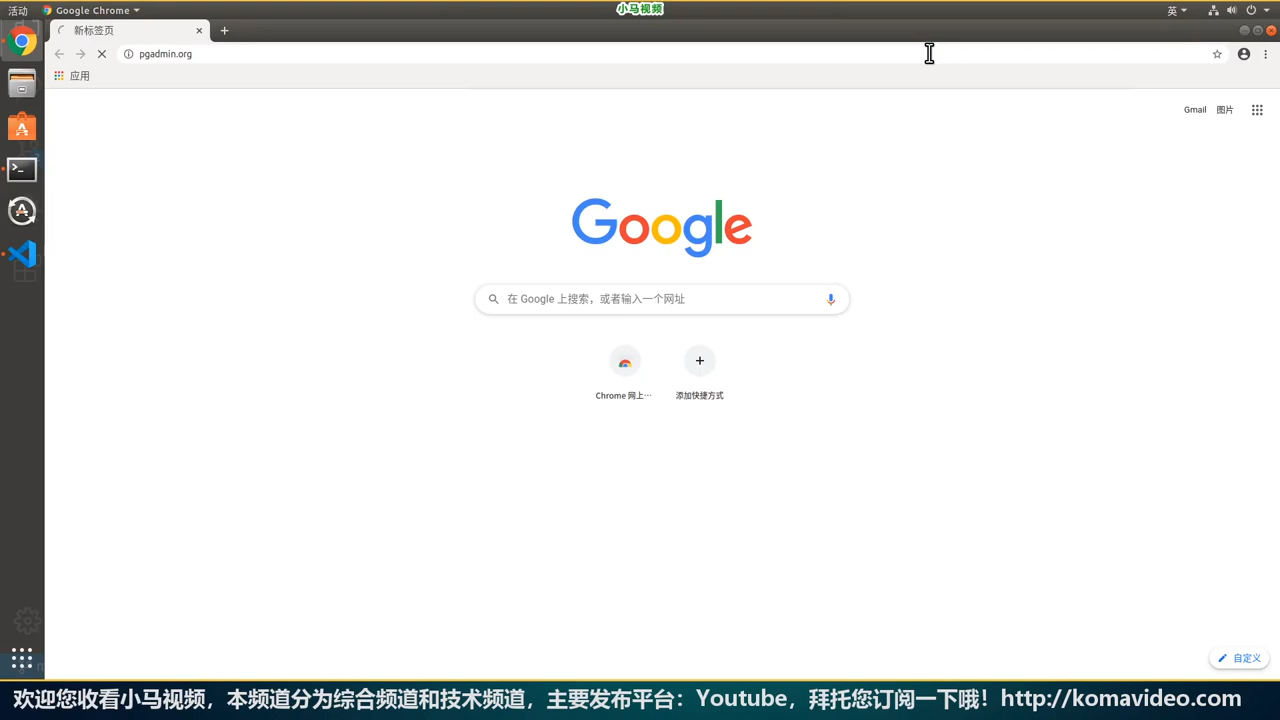 活动
Google Chrome
小马视频
英
新标签页
pgadmin.org
应用
Gmail
图片
Google
在 Google 上搜索，或者输入一个网址
Chrome 网上…
添加快捷方式
自定义
欢迎您收看小马视频，本频道分为综合频道和技术频道，主要发布平台：Youtube，拜托您订阅一下哦！http://komavideo.com